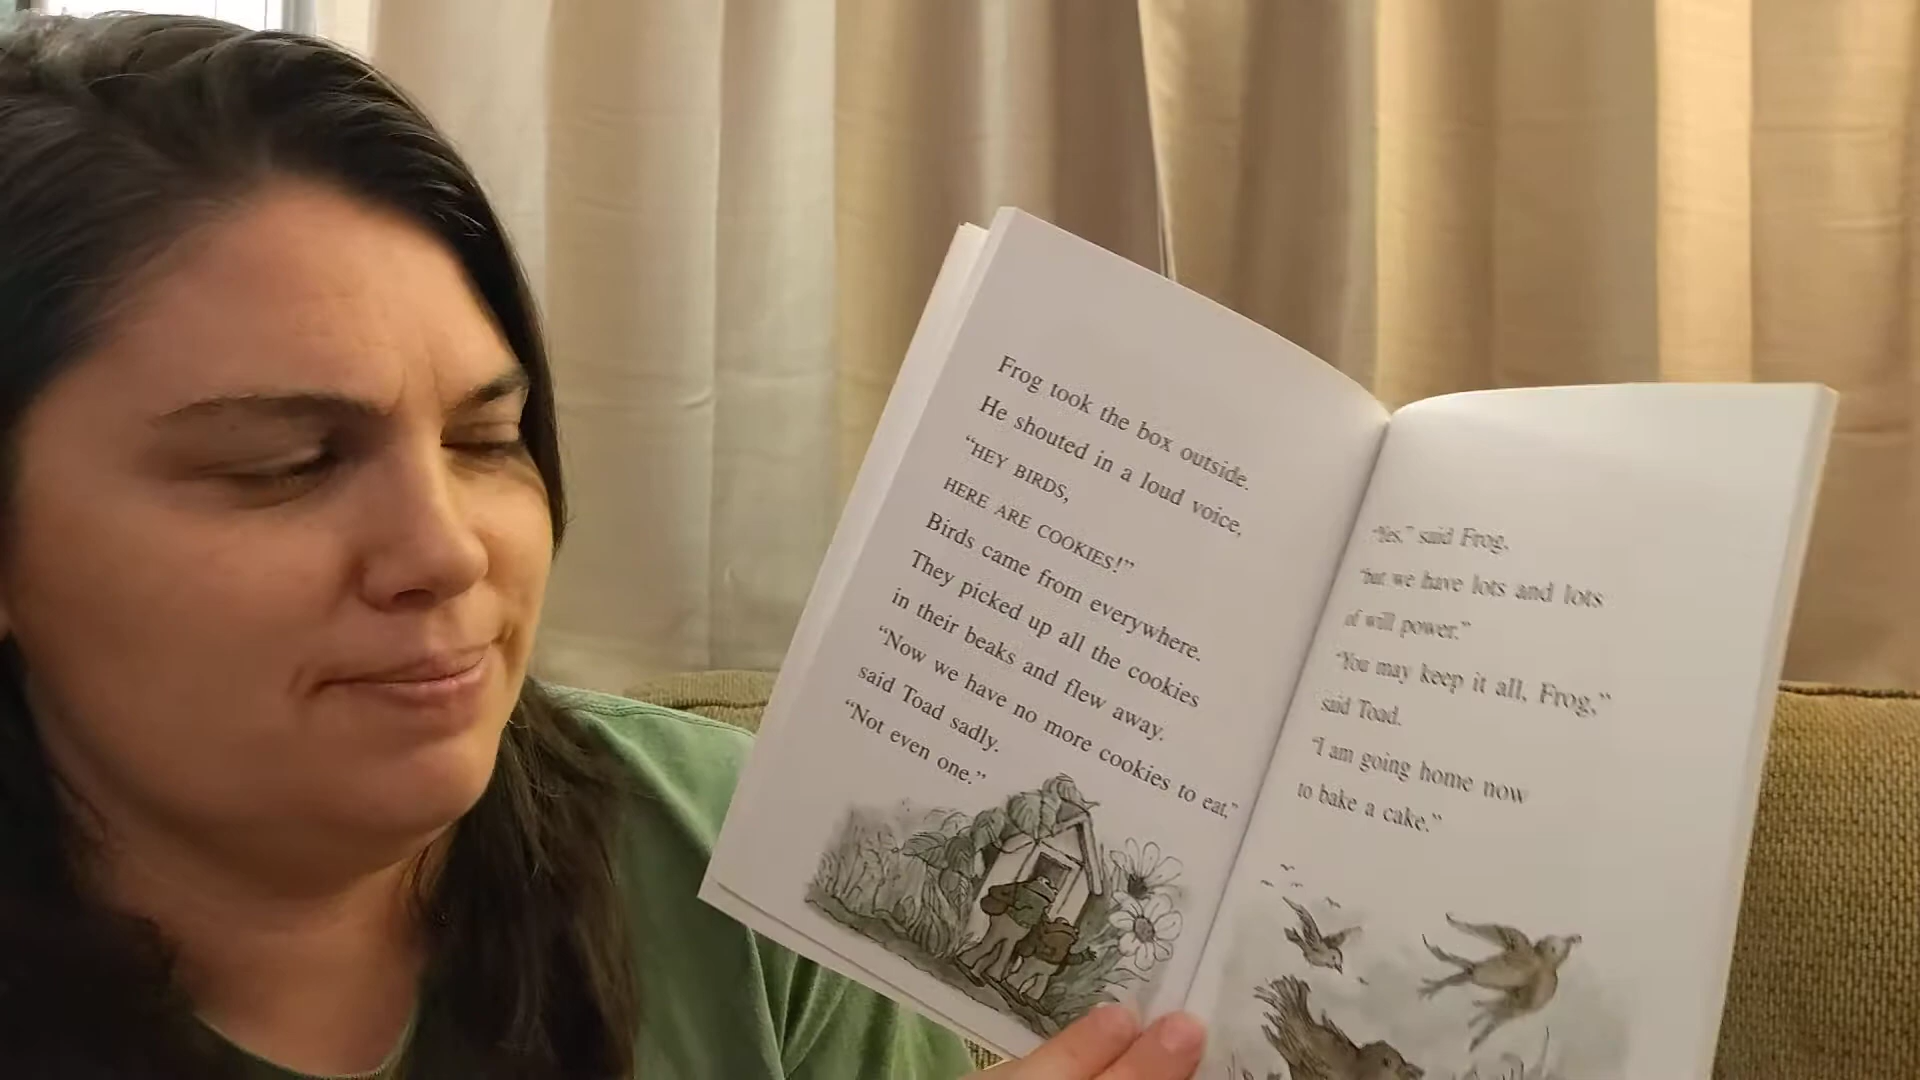 Frog took the box outside.
He shouted in a loud voice,
“HEY BIRDS,
HERE ARE COOKIES!”
Birds came from everywhere.
They picked up all the cookies
in their beaks and flew away.
“Now we have no more cookies to eat,”
said Toad sadly.
“Not even one.”
“Yes,” said Frog,
“but we have lots and lots
of will power.”
“You may keep it all, Frog,”
said Toad.
“I am going home now
to bake a cake.”